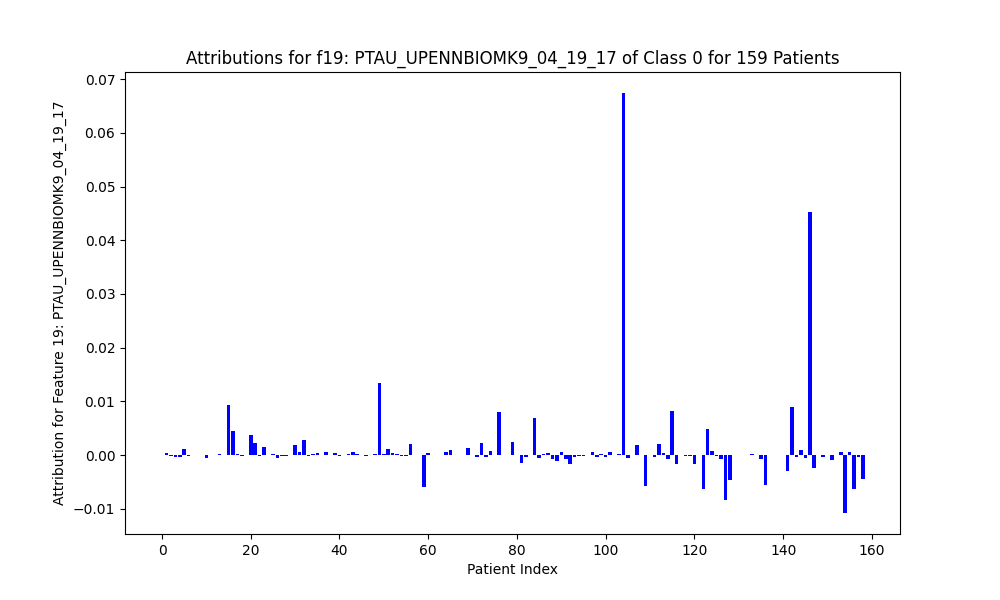 Attributions for f19: PTAU_UPENNBIOMK9_04_19_17 of Class 0 for 159 Patients
Attribution for Feature 19: PTAU_UPENNBIOMK9_04_19_17
0.07
0.06
0.05
0.04
0.03
0.02
0.01
0.00
−0.01
0 20 40 60 80 100 120 140 160
Patient Index